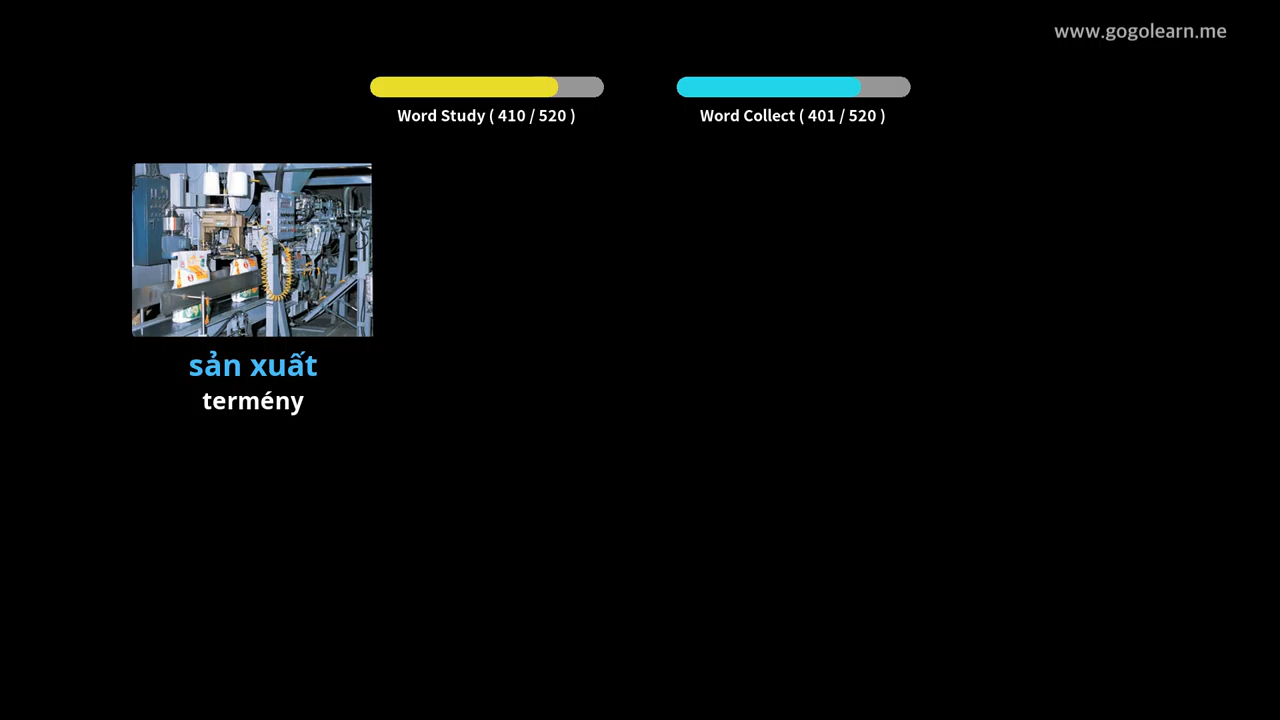 www.gogolearn.me
Word Study ( 410 / 520 )
Word Collect ( 401 / 520 )
sản xuất
termény